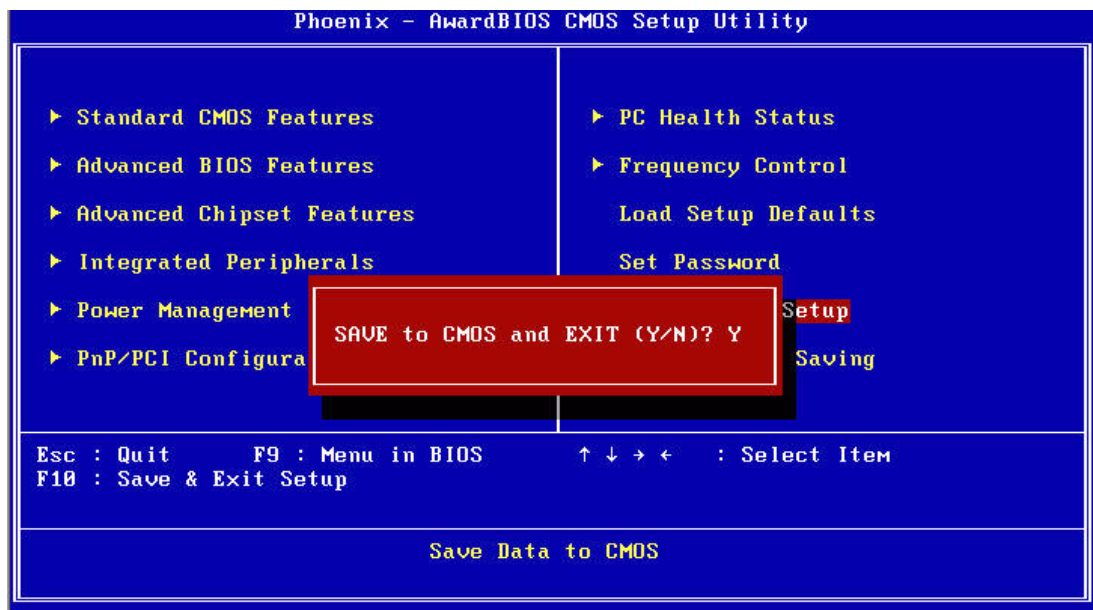 Phoenix - AwardBIOS CMOS Setup Utility
Standard CMOS Features
Advanced BIOS Features
Advanced Chipset Features
Integrated Peripherals
Power Management
PnP/PCI Configura
PC Health Status
Frequency Control
Load Setup Defaults
Set Password
Setup
Saving
SAVE to CMOS and EXIT (Y/N)? Y
Esc : Quit F9 : Menu in BIOS ↑ ↓ → ← : Select Item
F10 : Save & Exit Setup
Save Data to CMOS